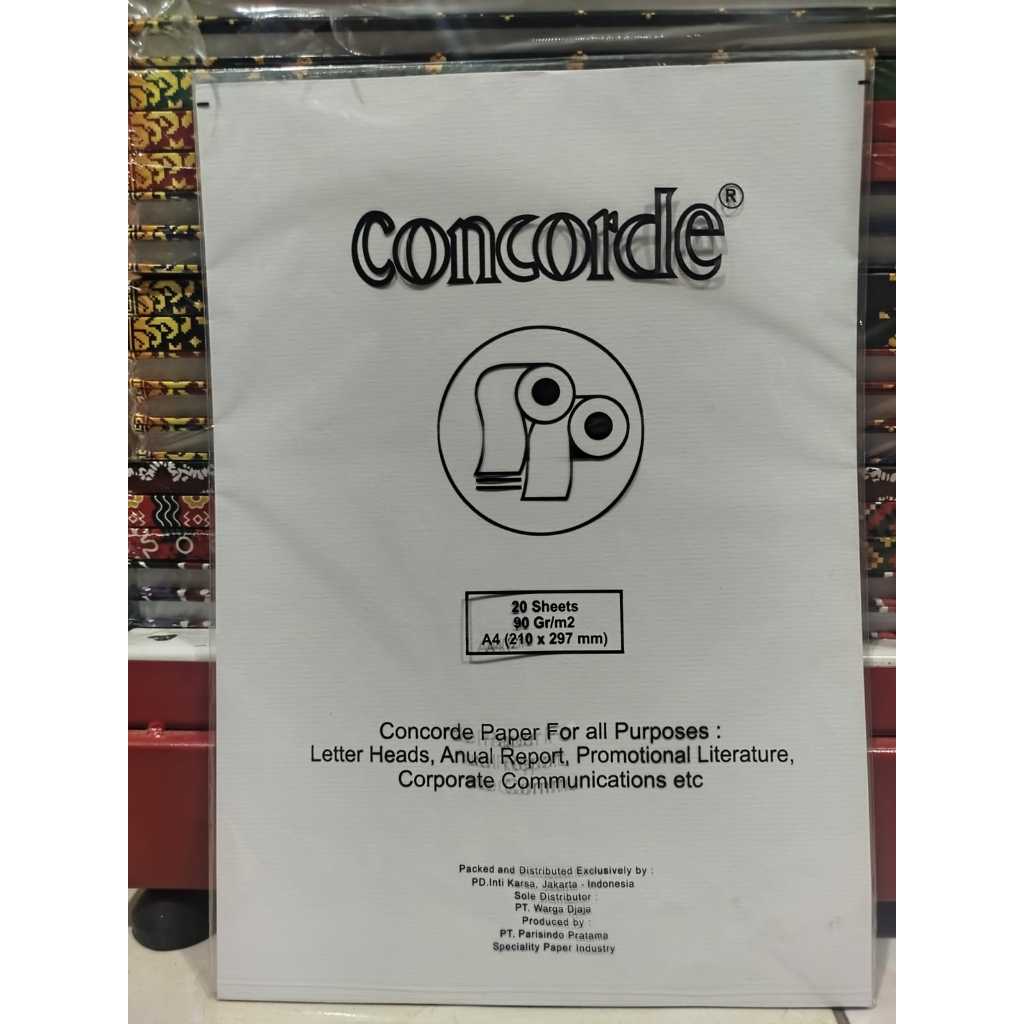 concorde®
20 Sheets
90 Gr/m2
A4 (210 x 297 mm)
Concorde Paper For all Purposes :
Letter Heads, Anual Report, Promotional Literature,
Corporate Communications etc
Packed and Distributed Exclusively by :
PD.Inti Karsa, Jakarta - Indonesia
Sole Distributor :
PT. Warga Djaja
Produced by :
PT. Parisindo Pratama
Speciality Paper Industry